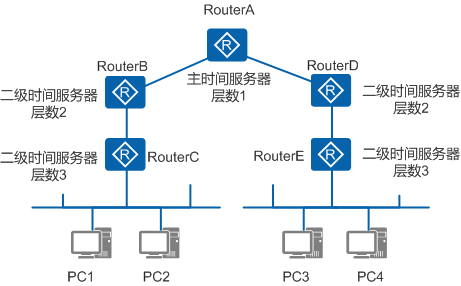 RouterA
主时间服务器
层数1
RouterB
二级时间服务器
层数2
RouterD
二级时间服务器
层数2
二级时间服务器
层数3
RouterC
RouterE
二级时间服务器
层数3
PC1
PC2
PC3
PC4
R
R
R
R
R